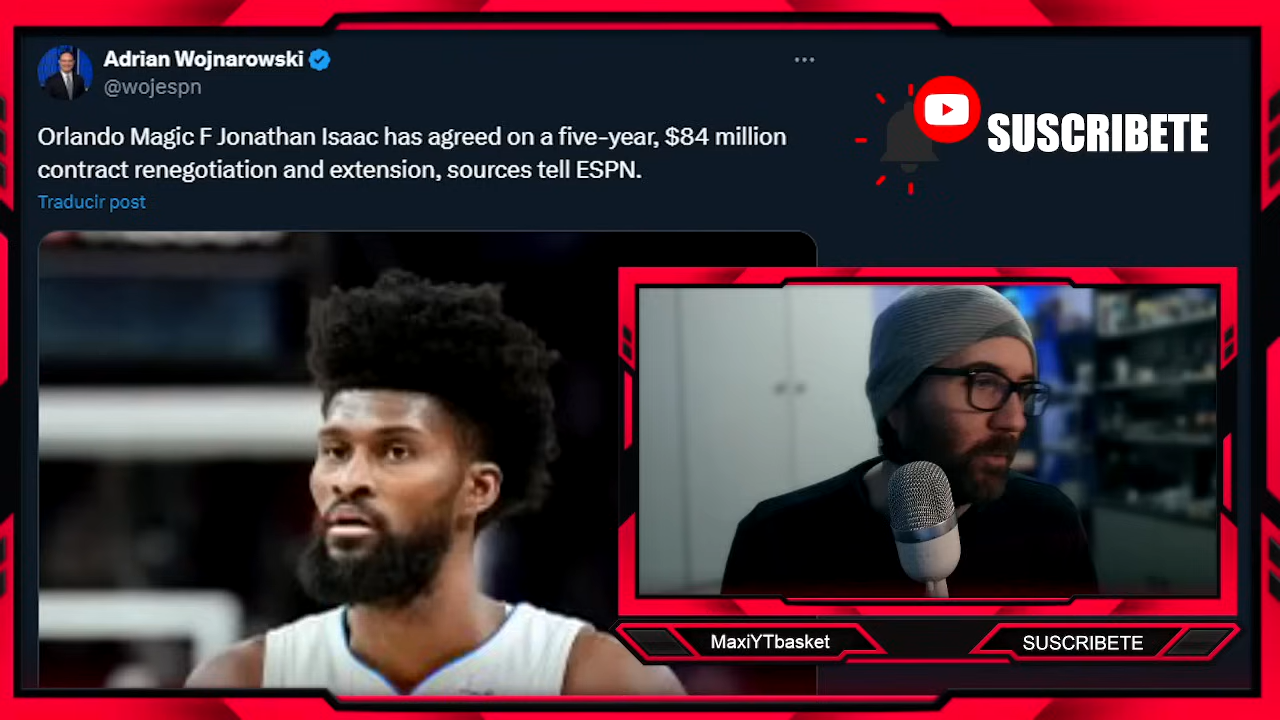 Adrian Wojnarowski
@wojespn
Orlando Magic F Jonathan Isaac has agreed on a five-year, $84 million
contract renegotiation and extension, sources tell ESPN.
Traducir post
SUSCRIBETE
MaxiYTbasket
SUSCRIBETE